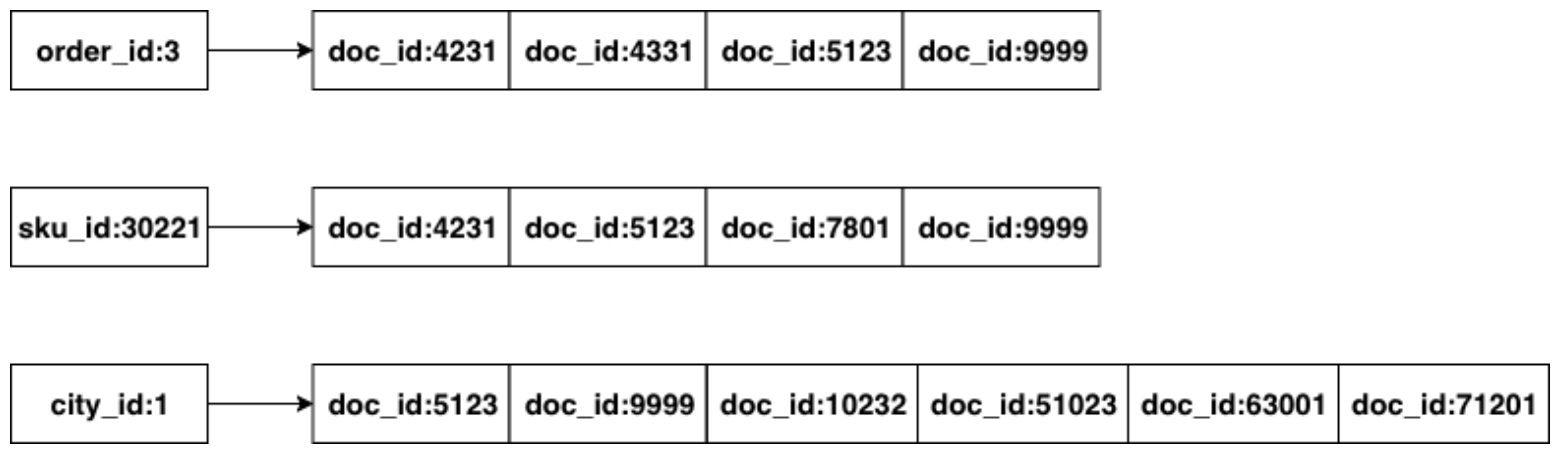 order_id:3 doc_id:4231 doc_id:4331 doc_id:5123 doc_id:9999
sku_id:30221 doc_id:4231 doc_id:5123 doc_id:7801 doc_id:9999
city_id:1 doc_id:5123 doc_id:9999 doc_id:10232 doc_id:51023 doc_id:63001 doc_id:71201